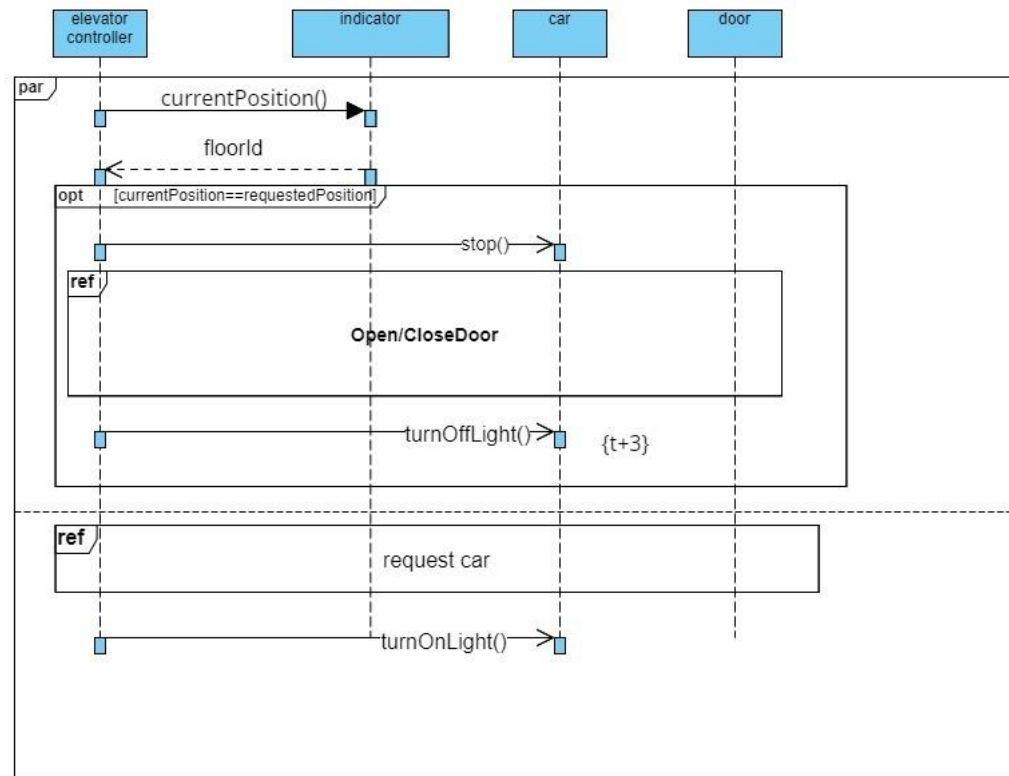 elevator
controller
indicator
car
door
par
currentPosition()
floorId
opt [currentPosition==requestedPosition]
stop()
ref
Open/CloseDoor
turnOffLight()
{t+3}
ref
request car
turnOnLight()